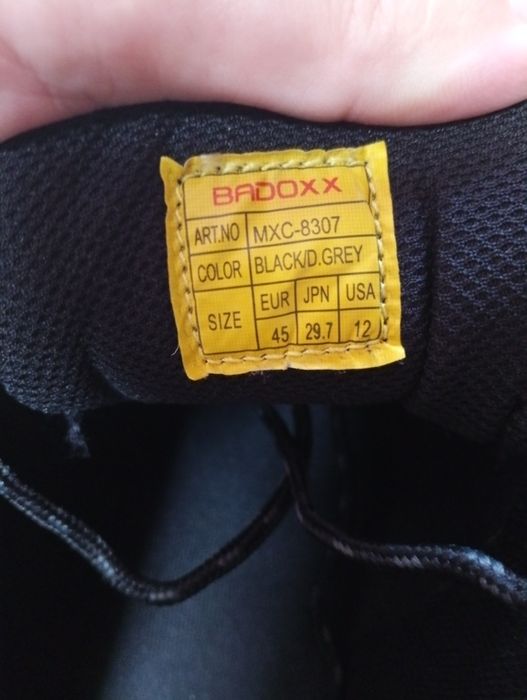 BADOXX
ART.NO MXC-8307
COLOR BLACK/D.GREY
SIZE EUR JPN USA
45 29.7 12